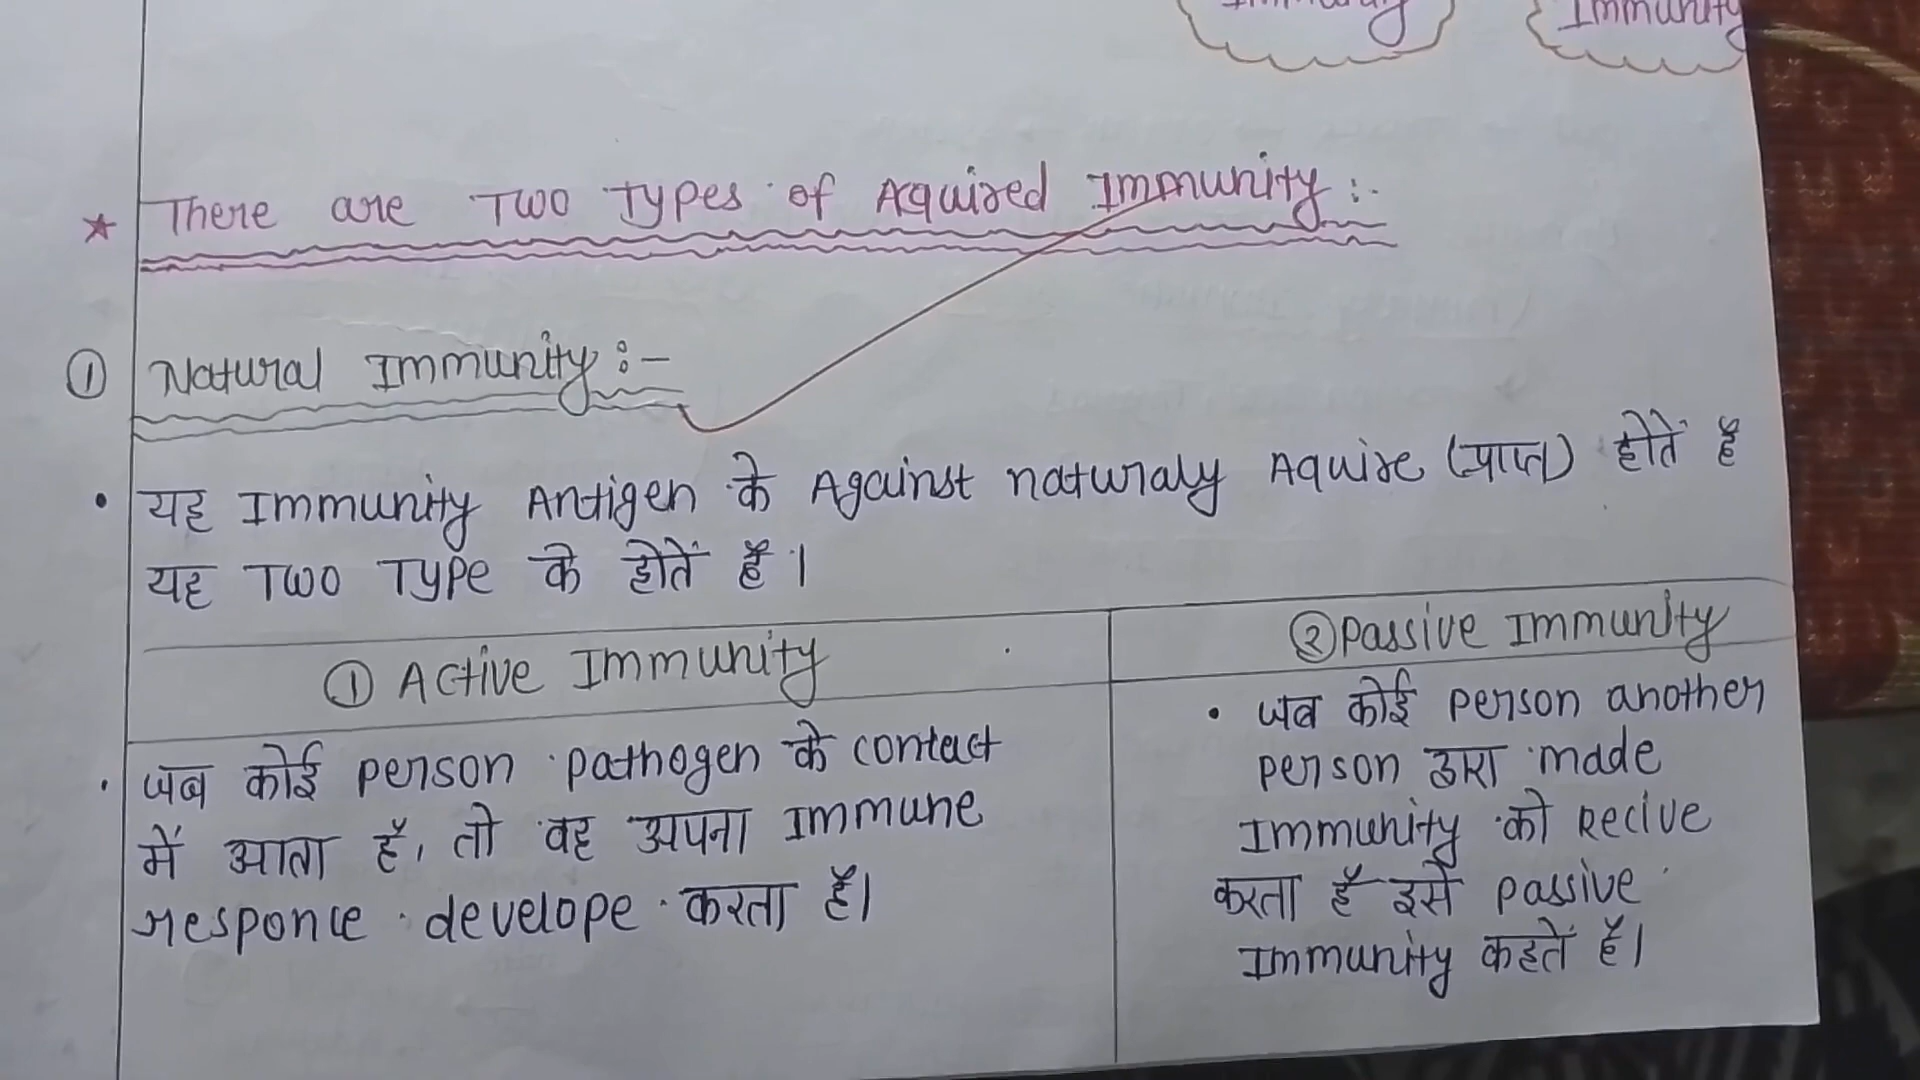 Immunity
Immunity
* There are Two Types of Aquired Immunity :-
① Natural Immunity :-
• यह Immunity Antigen के Against naturaly Aquire (प्राप्त) होतें हैं
यह Two Type के होतें हैं।
① Active Immunity
• जब कोई person pathogen के contact
में आता हैं, तो वह अपना Immune
responce develope करता हैं।
② Passive Immunity
• जब कोई person another
person द्वारा made
Immunity को Recive
करता हैं इसे passive
Immunity कहतें हैं।